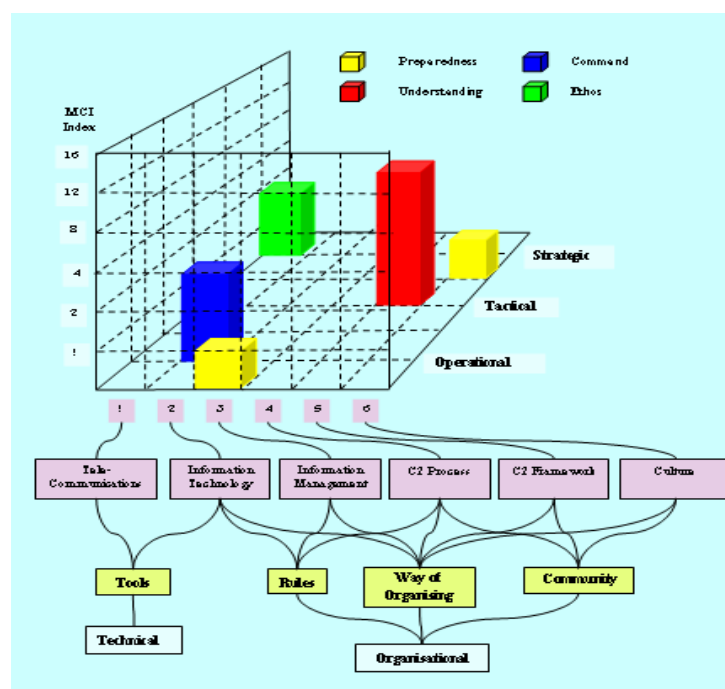 Preparedness
Command
Understanding
Ethos
MCI
Index
16
12
8
4
2
1
Strategic
Tactical
Operational
1
2
3
4
5
6
Tele-
Communications
Information
Technology
Information
Management
C2 Process
C2 Framework
Culture
Tools
Rules
Way of
Organising
Community
Technical
Organisational